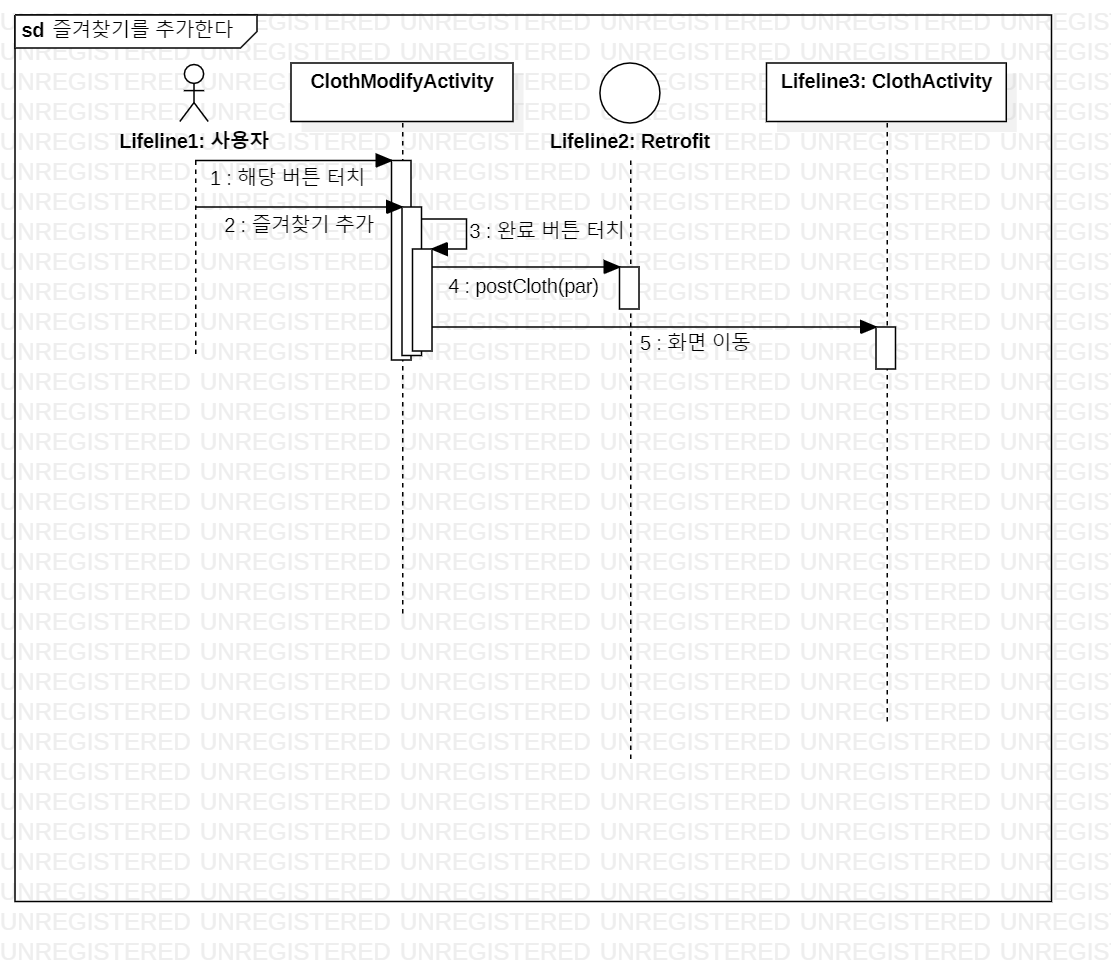 sd 즐겨찾기를 추가한다
ClothModifyActivity
Lifeline3: ClothActivity
Lifeline1: 사용자
Lifeline2: Retrofit
1 : 해당 버튼 터치
2 : 즐겨찾기 추가
3 : 완료 버튼 터치
4 : postCloth(par)
5 : 화면 이동
UNREGISTERED